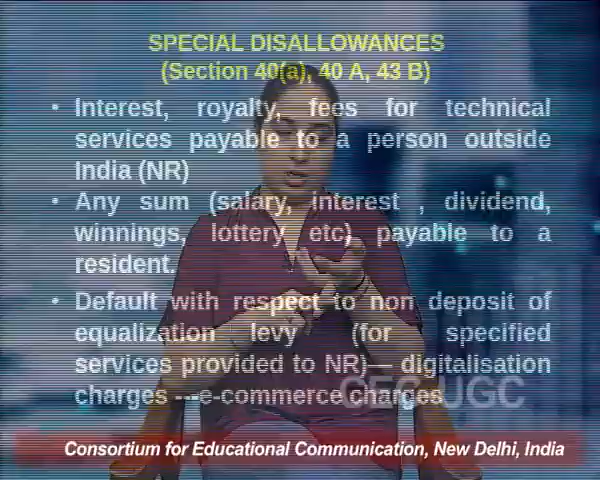 SPECIAL DISALLOWANCES
(Section 40(a), 40 A, 43 B)
• Interest, royalty, fees for technical
services payable to a person outside
India (NR)
• Any sum (salary, interest , dividend,
winnings, lottery etc) payable to a
resident.
• Default with respect to non deposit of
equalization levy (for specified
services provided to NR)— digitalisation
charges ---e-commerce charges
CEC-UGC
Consortium for Educational Communication, New Delhi, India